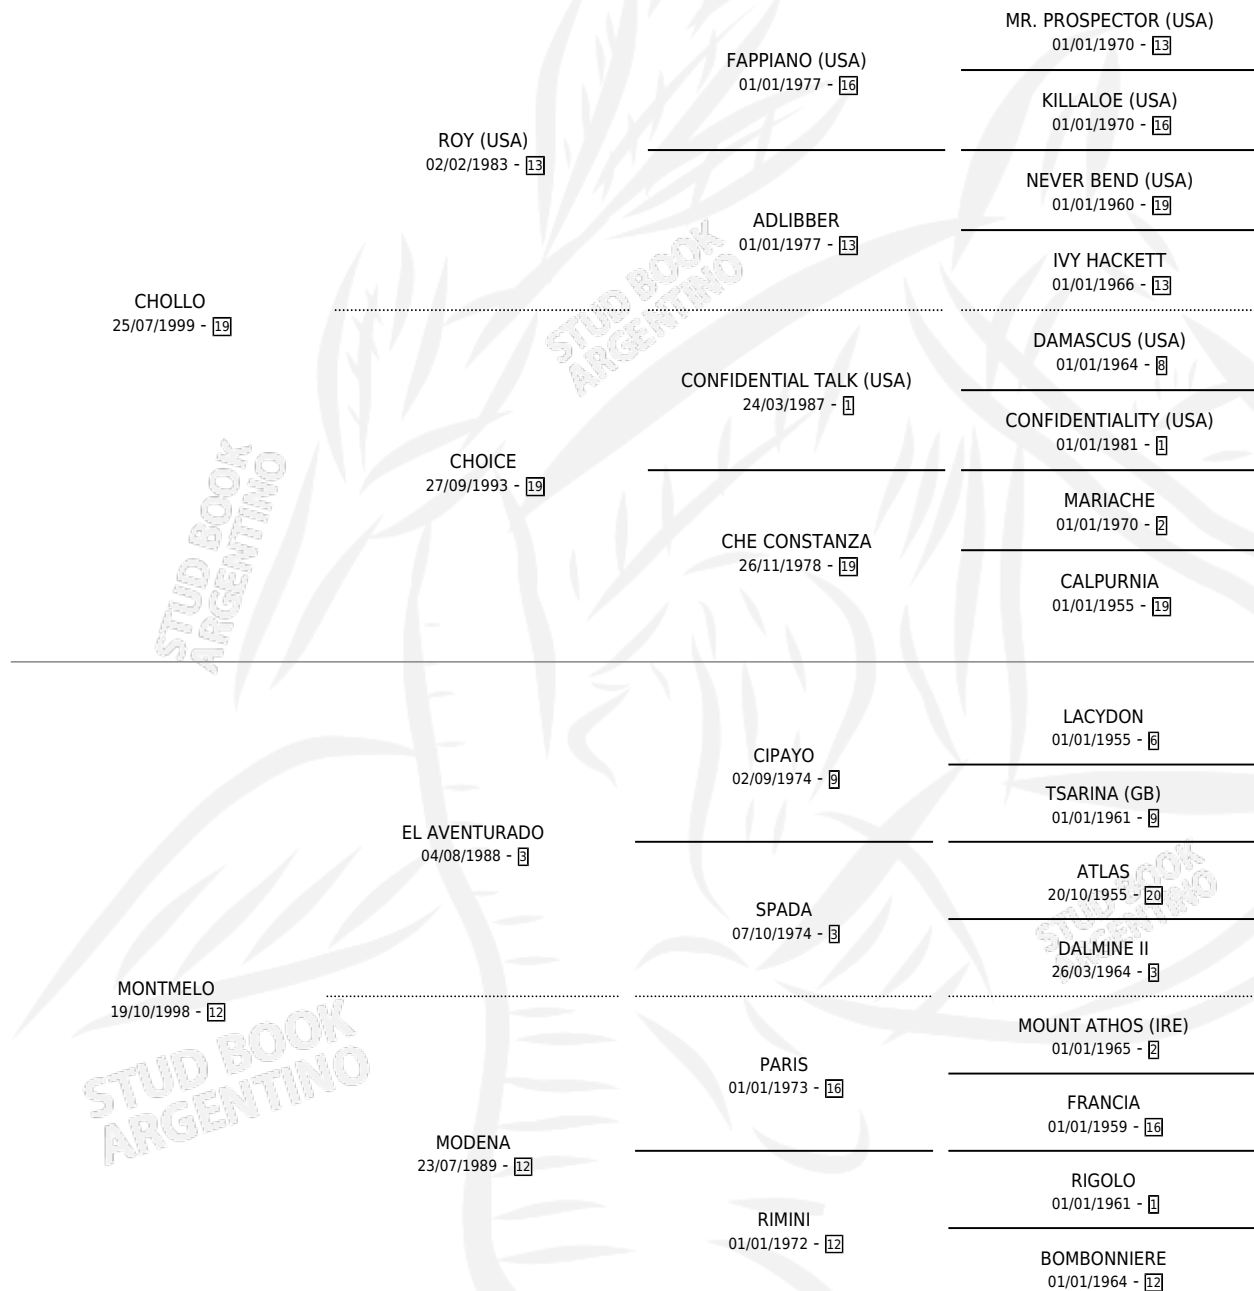 MR. PROSPECTOR (USA)
01/01/1970 - 13
FAPPIANO (USA)
01/01/1977 - 16
KILLALOE (USA)
01/01/1970 - 16
ROY (USA)
02/02/1983 - 13
NEVER BEND (USA)
01/01/1960 - 19
ADLIBBER
01/01/1977 - 13
IVY HACKETT
01/01/1966 - 13
CHOLLO
25/07/1999 - 19
DAMASCUS (USA)
01/01/1964 - 8
CONFIDENTIAL TALK (USA)
24/03/1987 - 1
CONFIDENTIALITY (USA)
01/01/1981 - 1
CHOICE
27/09/1993 - 19
MARIACHE
01/01/1970 - 2
CHE CONSTANZA
26/11/1978 - 19
CALPURNIA
01/01/1955 - 19
LACYDON
01/01/1955 - 6
CIPAYO
02/09/1974 - 9
TSARINA (GB)
01/01/1961 - 9
EL AVENTURADO
04/08/1988 - 3
ATLAS
20/10/1955 - 20
SPADA
07/10/1974 - 3
DALMINE II
26/03/1964 - 3
MONTMELO
19/10/1998 - 12
MOUNT ATHOS (IRE)
01/01/1965 - 2
PARIS
01/01/1973 - 16
FRANCIA
01/01/1959 - 16
MODENA
23/07/1989 - 12
RIGOLO
01/01/1961 - 1
RIMINI
01/01/1972 - 12
BOMBONNIERE
01/01/1964 - 12
STUD BOOK
ARGENTINO
STUD BOOK
ARGENTINO
STUD BOOK
ARGENTINO
STUD BOOK
ARGENTINO